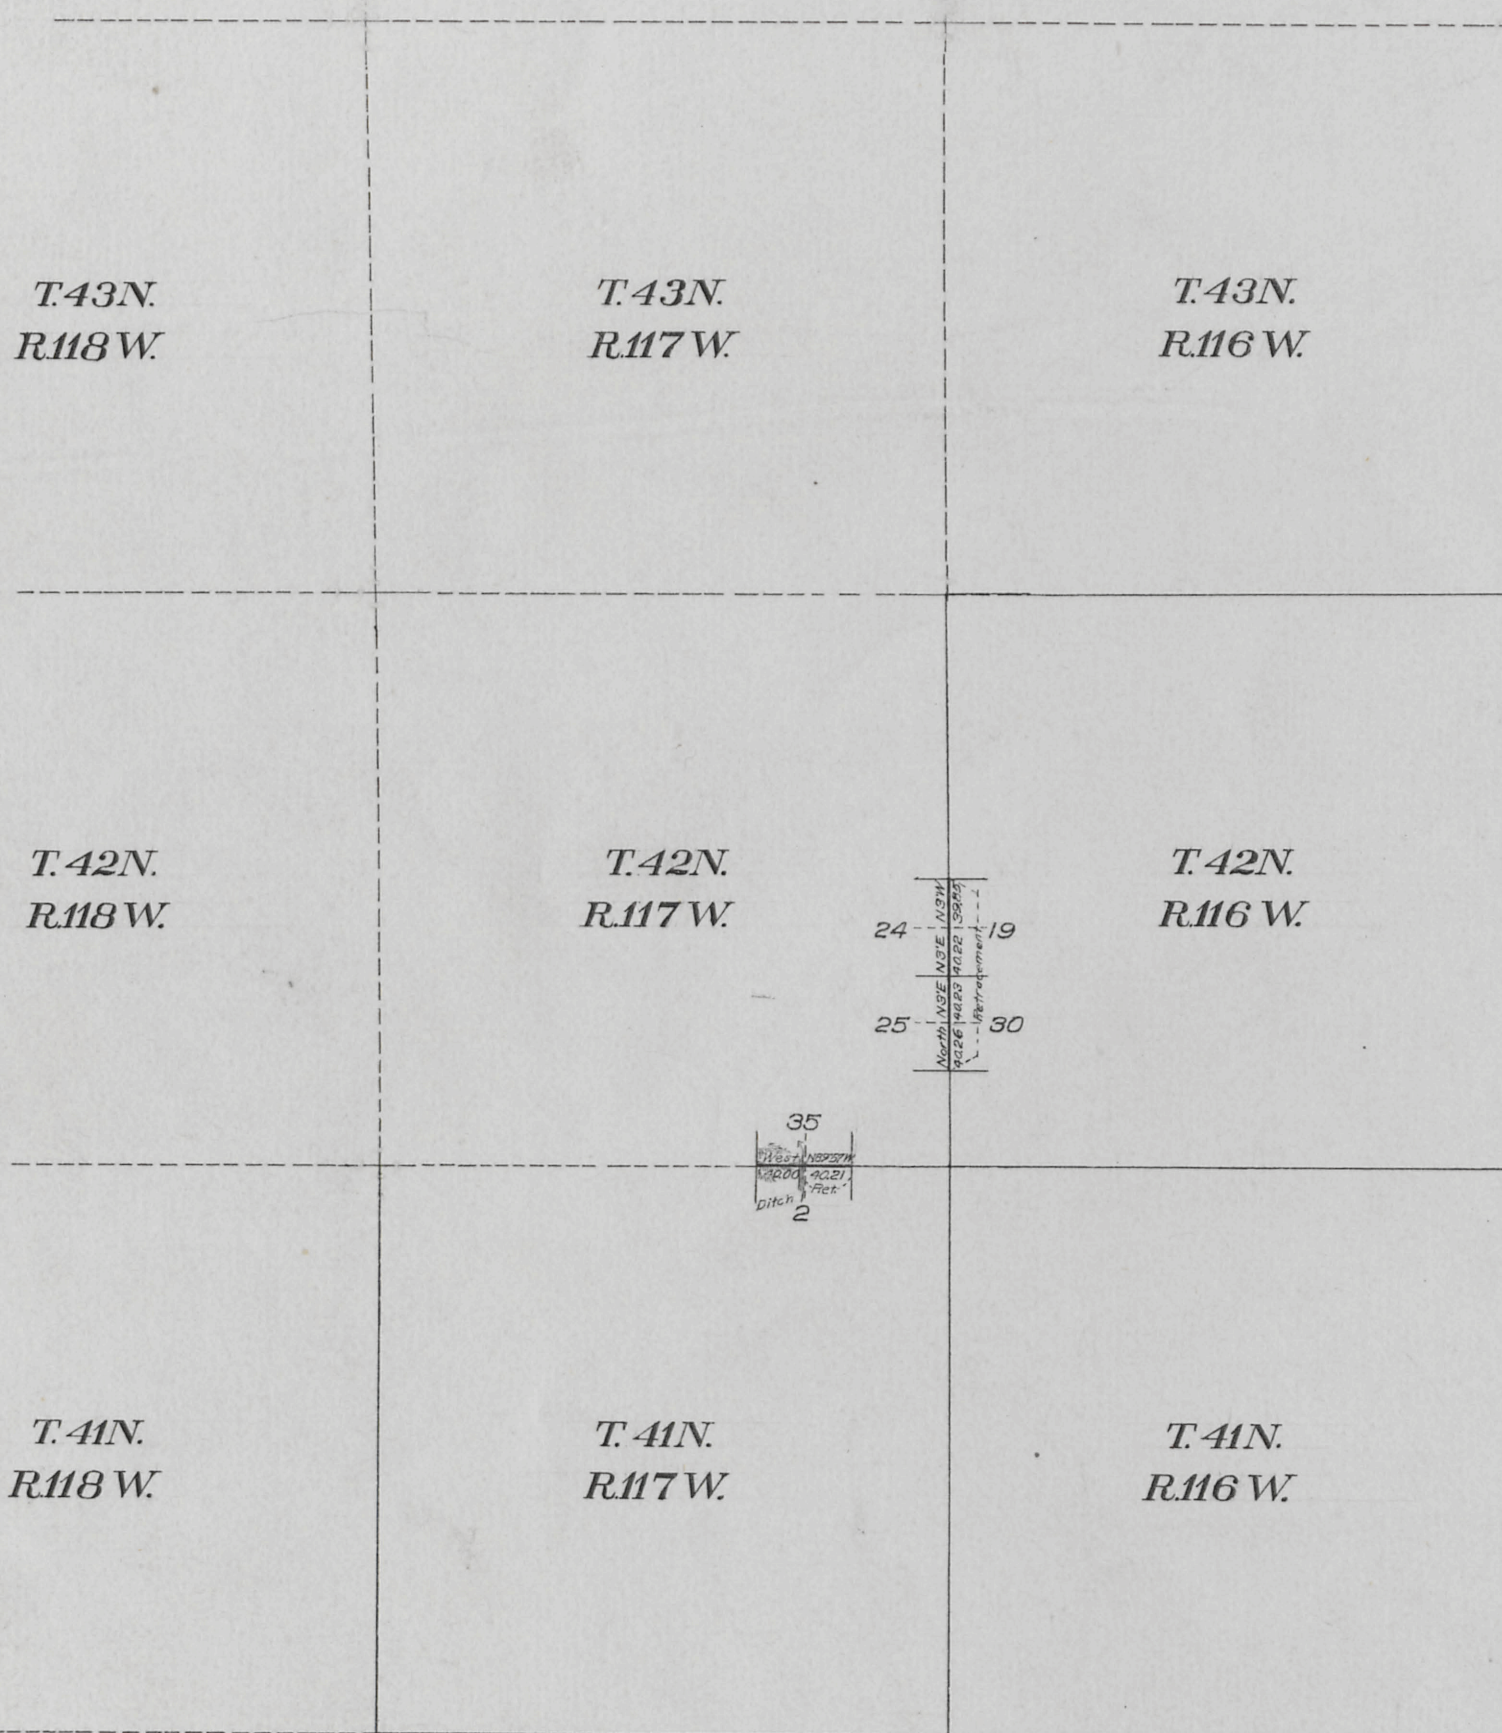 T.43N.
R.118 W.
T.43N.
R.117 W.
T.43N.
R.116 W.
T.42N.
R.118 W.
T.42N.
R.117 W.
T.42N.
R.116 W.
24
19
25
30
North N3'E N3'E N3'W
40.26 40.23 40.22
Retracement
35
West N89°57'W
40.00 40.21
Ditch "Ret."
2
T.41N.
R.118 W.
T.41N.
R.117 W.
T.41N.
R.116 W.